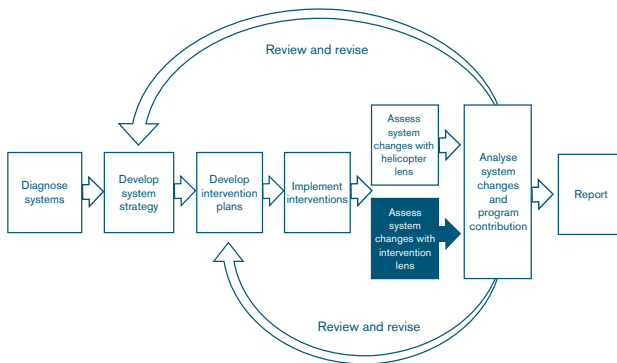 Review and revise
Diagnose
systems
Develop
system
strategy
Develop
intervention
plans
Implement
interventions
Assess
system
changes with
helicopter
lens
Assess
system
changes with
intervention
lens
Analyse
system
changes
and
program
contribution
Report
Review and revise